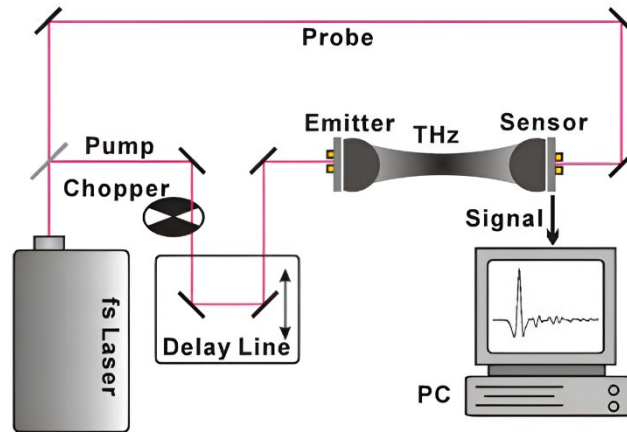 Probe
Emitter
THz
Sensor
Pump
Chopper
Signal
fs Laser
Delay Line
PC